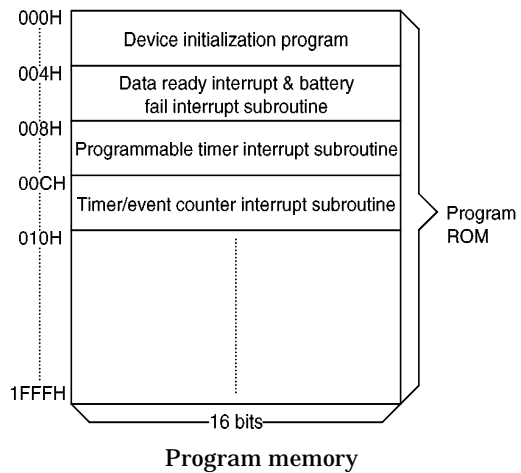 000H
Device initialization program
004H
Data ready interrupt & battery
fail interrupt subroutine
008H
Programmable timer interrupt subroutine
00CH
Timer/event counter interrupt subroutine
010H
Program
ROM
1FFFH
16 bits
Program memory